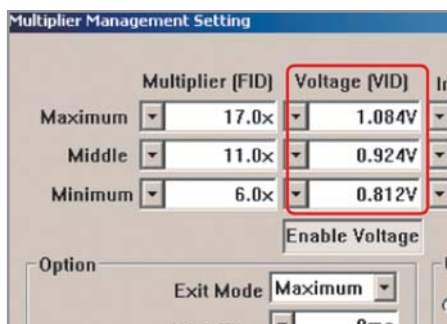 Multiplier Management Setting
Multiplier (FID) Voltage (VID)
Maximum 17.0x 1.084V
Middle 11.0x 0.924V
Minimum 6.0x 0.812V
Enable Voltage
Option
Exit Mode Maximum